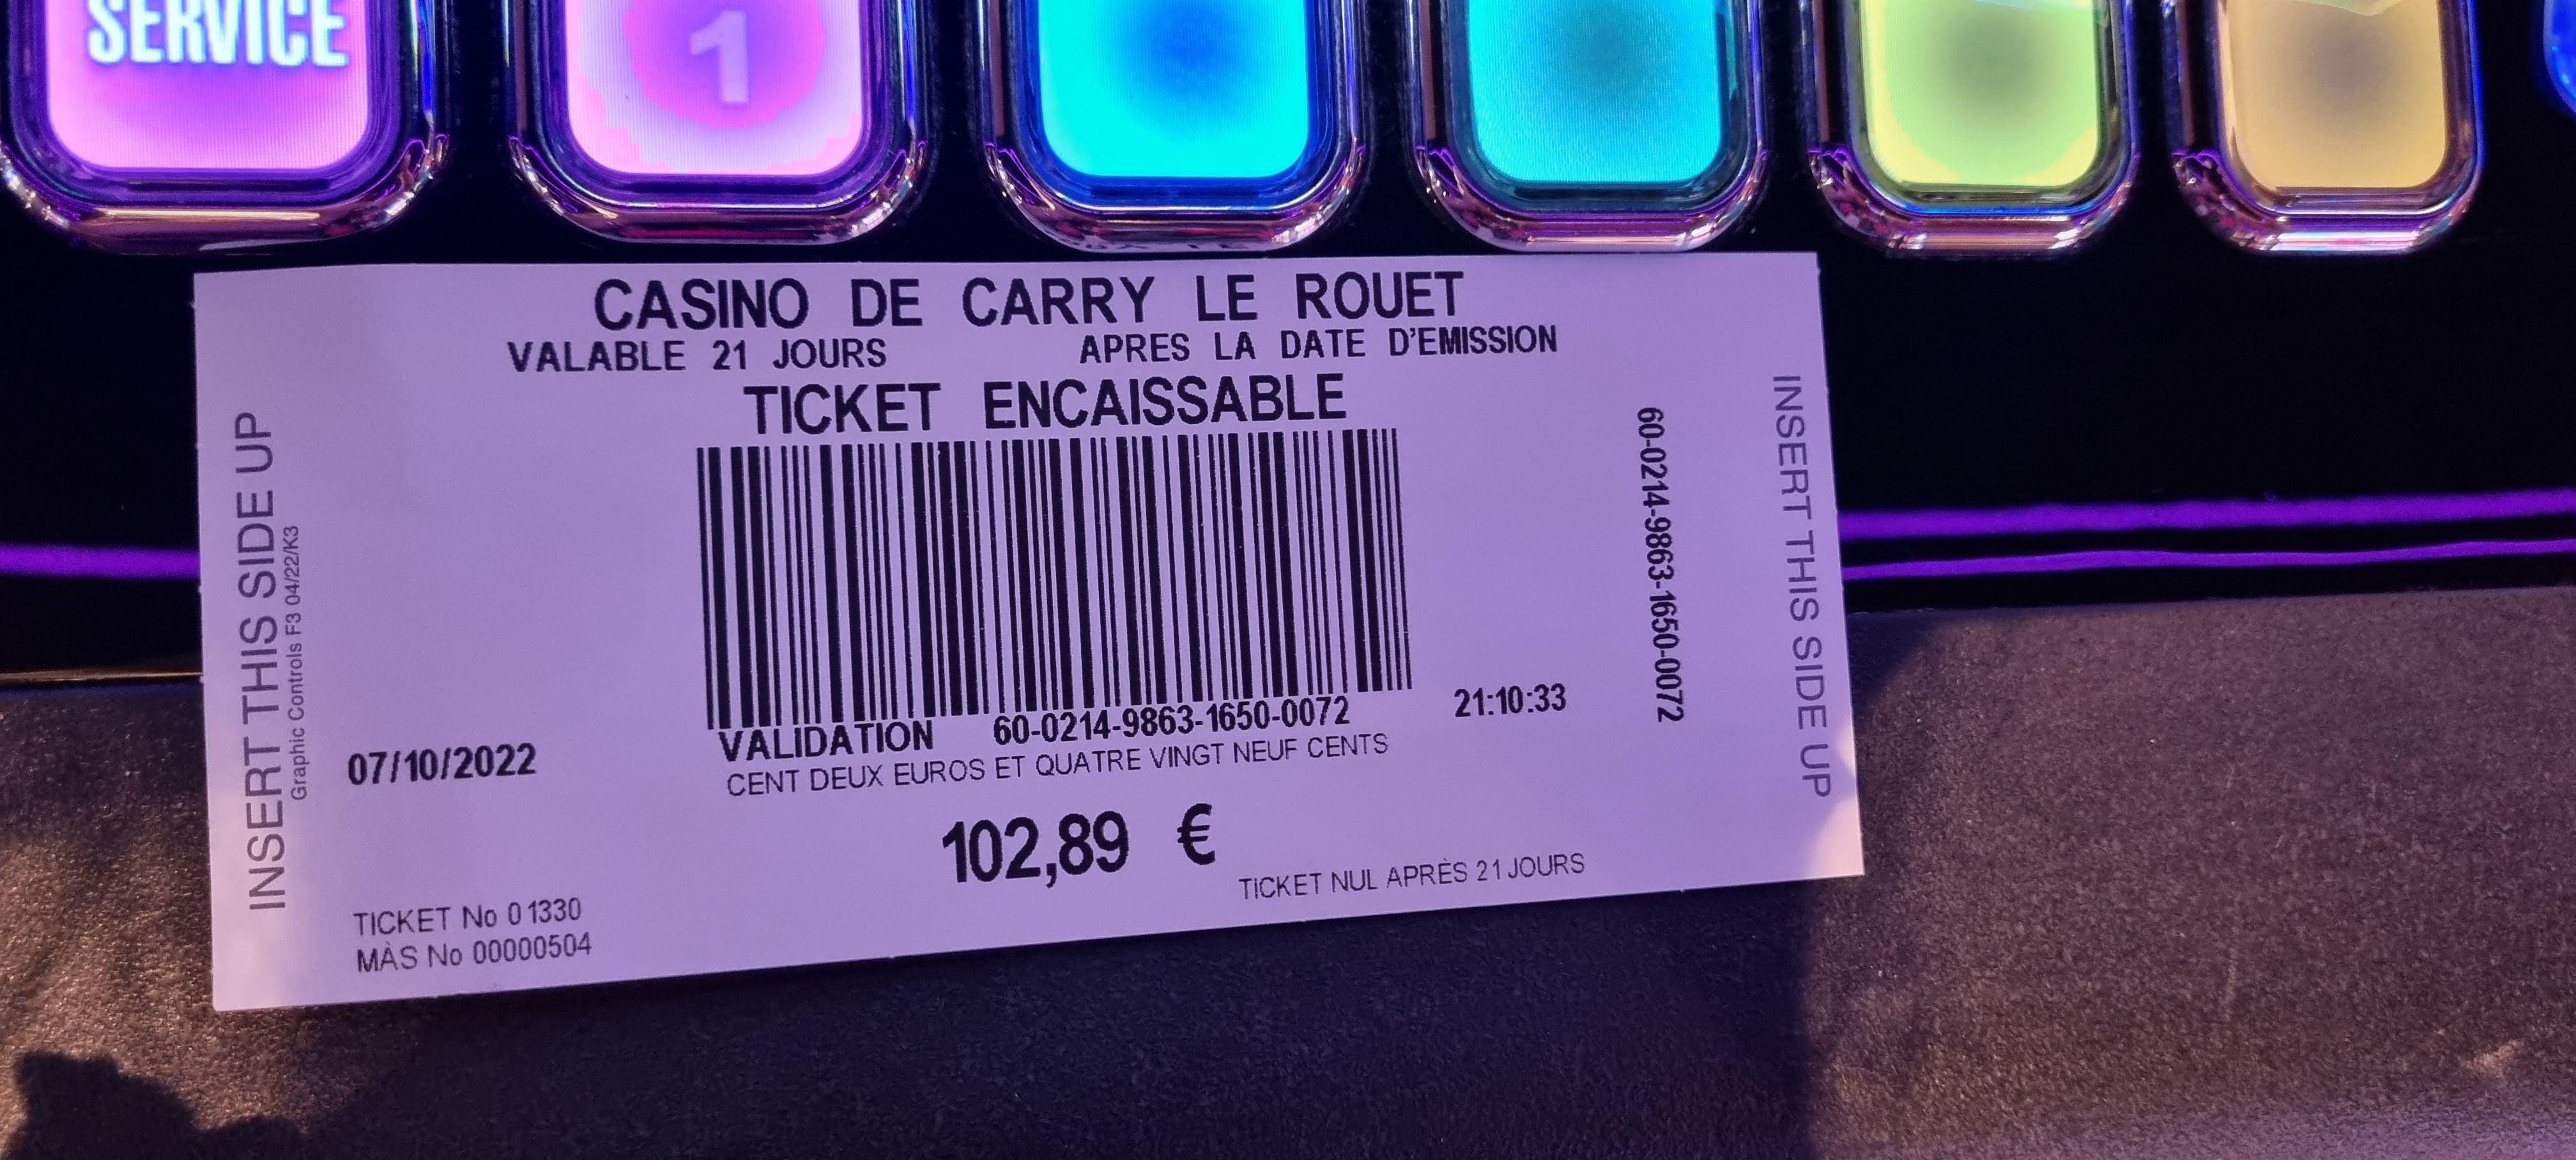 SERVICE
1
CASINO DE CARRY LE ROUET
VALABLE 21 JOURS APRES LA DATE D'EMISSION
TICKET ENCAISSABLE
INSERT THIS SIDE UP
Graphic Controls F3 04/22/K3
60-0214-9863-1650-0072
INSERT THIS SIDE UP
VALIDATION 60-0214-9863-1650-0072
21:10:33
07/10/2022
CENT DEUX EUROS ET QUATRE VINGT NEUF CENTS
102,89 €
TICKET NUL APRÈS 21 JOURS
TICKET No 01330
MÀS No 00000504